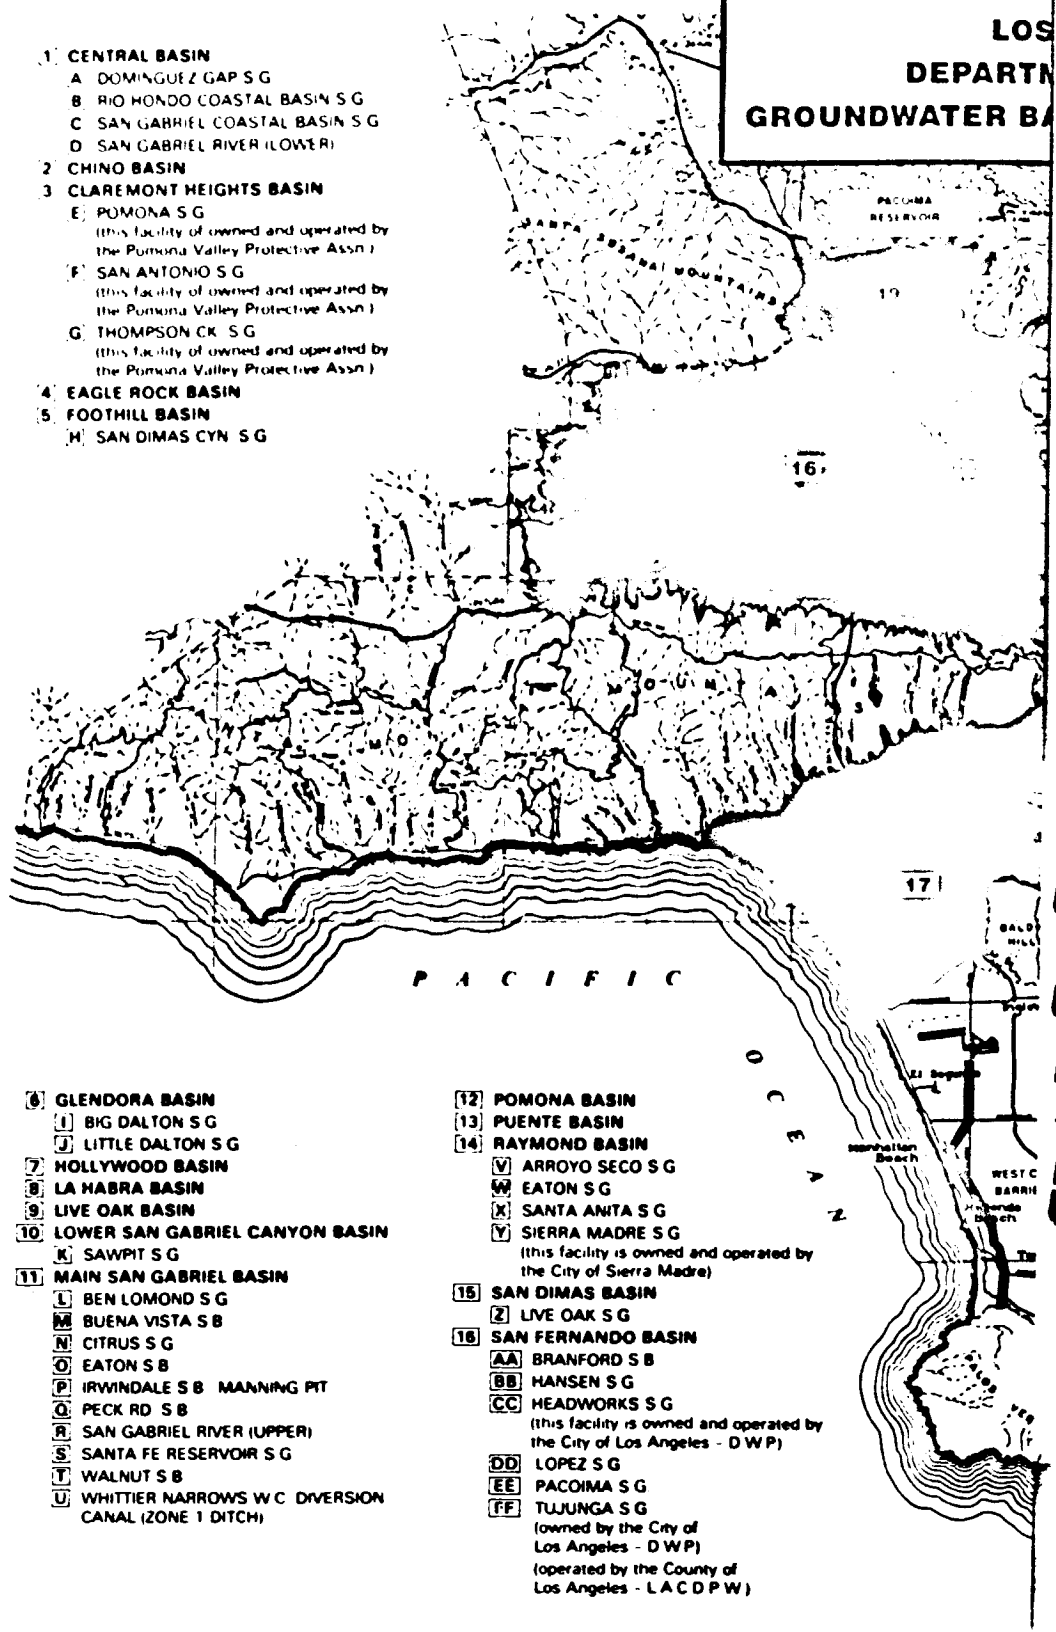 LOS
DEPARTM
GROUNDWATER BA
1 CENTRAL BASIN
A DOMINGUEZ GAP S G
B RIO HONDO COASTAL BASIN S G
C SAN GABRIEL COASTAL BASIN S G
D SAN GABRIEL RIVER (LOWER)
2 CHINO BASIN
3 CLAREMONT HEIGHTS BASIN
E POMONA S G
(this facility of owned and operated by
the Pomona Valley Protective Assn )
F SAN ANTONIO S G
(this facility of owned and operated by
the Pomona Valley Protective Assn )
G THOMPSON CK S G
(this facility of owned and operated by
the Pomona Valley Protective Assn )
4 EAGLE ROCK BASIN
5 FOOTHILL BASIN
H SAN DIMAS CYN S G
PACOIMA
RESERVOIR
SANTA SUSANA MOUNTAINS
19
16
MOUN A
17
BALD
HILL
PACIFIC
OCEAN
El Segundo
Manhattan
Beach
WEST C
BARRIE
Beach
PALOS
VER
6 GLENDORA BASIN
I BIG DALTON S G
J LITTLE DALTON S G
7 HOLLYWOOD BASIN
8 LA HABRA BASIN
9 LIVE OAK BASIN
10 LOWER SAN GABRIEL CANYON BASIN
K SAWPIT S G
11 MAIN SAN GABRIEL BASIN
L BEN LOMOND S G
M BUENA VISTA S B
N CITRUS S G
O EATON S B
P IRWINDALE S B MANNING PIT
Q PECK RD S B
R SAN GABRIEL RIVER (UPPER)
S SANTA FE RESERVOIR S G
T WALNUT S B
U WHITTIER NARROWS W C DIVERSION
CANAL (ZONE 1 DITCH)
12 POMONA BASIN
13 PUENTE BASIN
14 RAYMOND BASIN
V ARROYO SECO S G
W EATON S G
X SANTA ANITA S G
Y SIERRA MADRE S G
(this facility is owned and operated by
the City of Sierra Madre)
15 SAN DIMAS BASIN
Z LIVE OAK S G
16 SAN FERNANDO BASIN
AA BRANFORD S B
BB HANSEN S G
CC HEADWORKS S G
(this facility is owned and operated by
the City of Los Angeles - D W P)
DD LOPEZ S G
EE PACOIMA S G
FF TUJUNGA S G
(owned by the City of
Los Angeles - D W P)
(operated by the County of
Los Angeles - L A C D P W)